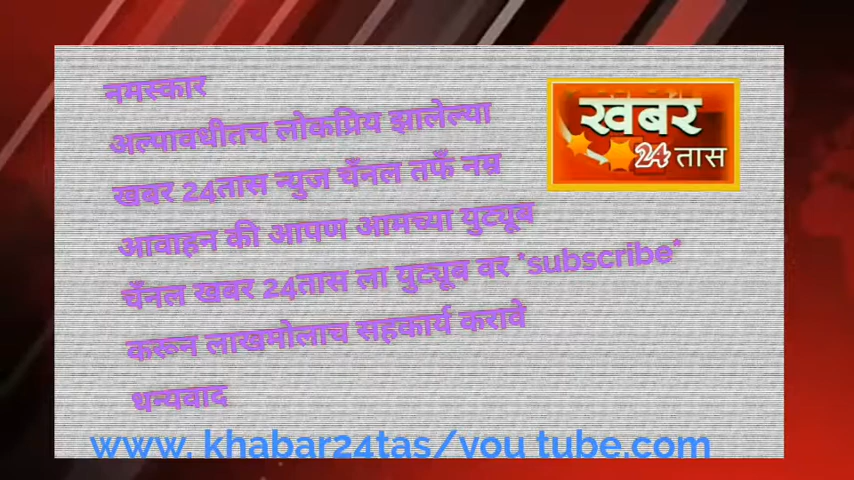 नमस्कार
अल्पावधीतच लोकप्रिय झालेल्या
खबर 24तास न्युज चॅनल तर्फे नम्र
आवाहन की आपण आमच्या युट्यूब
चॅनल खबर 24तास ला युट्यूब वर *subscribe*
करून लाखमोलाच सहकार्य करावे
धन्यवाद
खबर
24 तास
www. khabar24tas/you tube.com